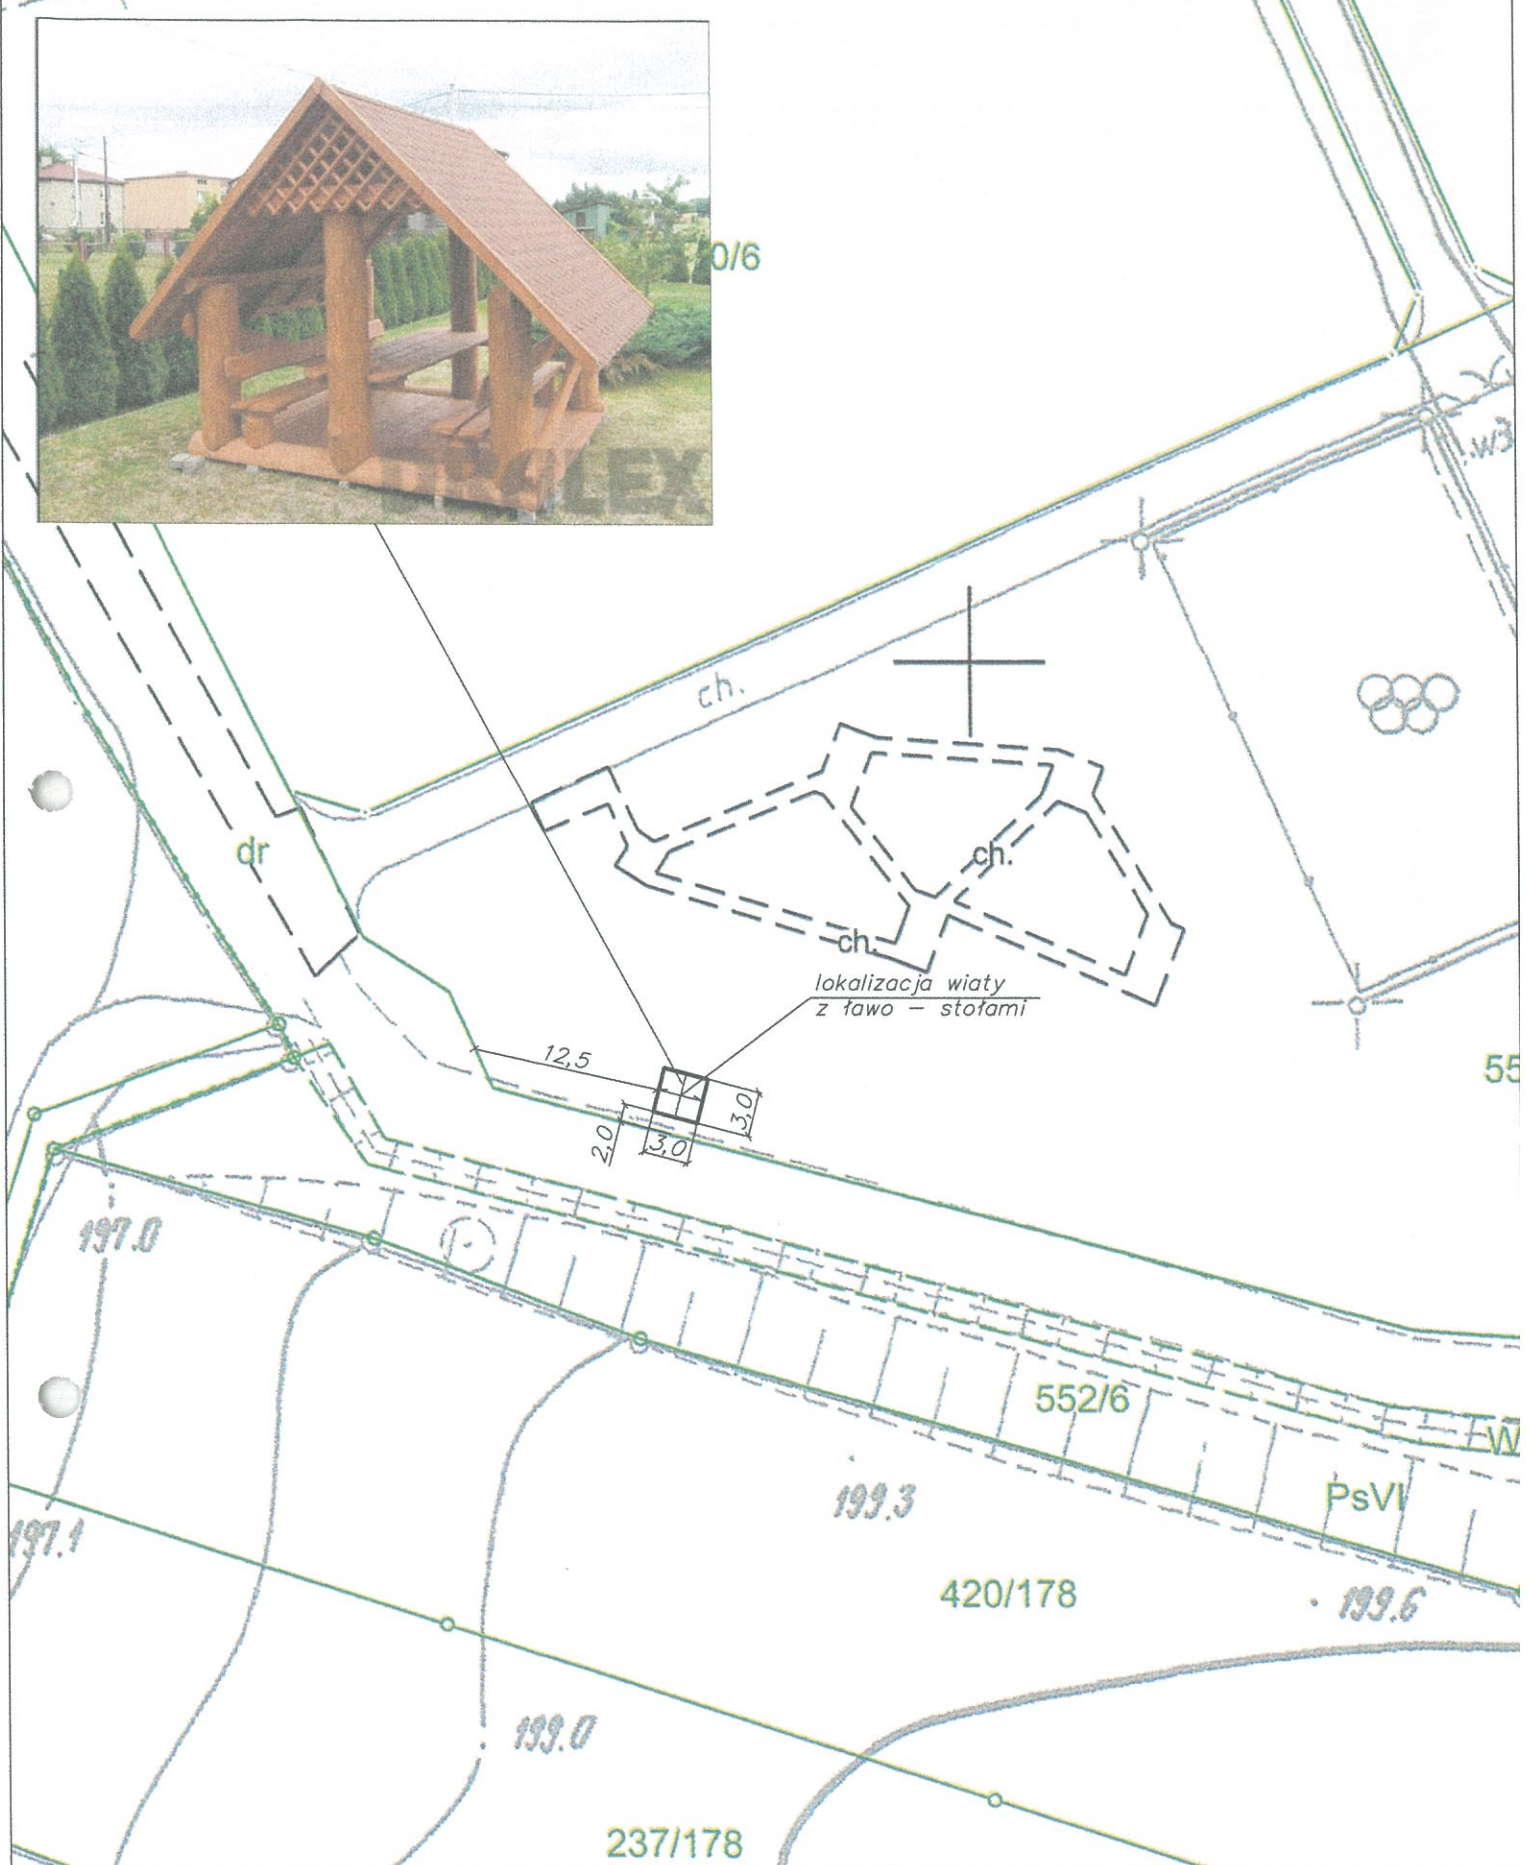 0/6
ch.
w3
dr
ch.
ch.
lokalizacja wiaty
z ławo – stołami
12,5
55
3,0
2,0
3,0
197.0
552/6
W
PsVI
199.3
197.1
420/178
199.6
199.0
237/178